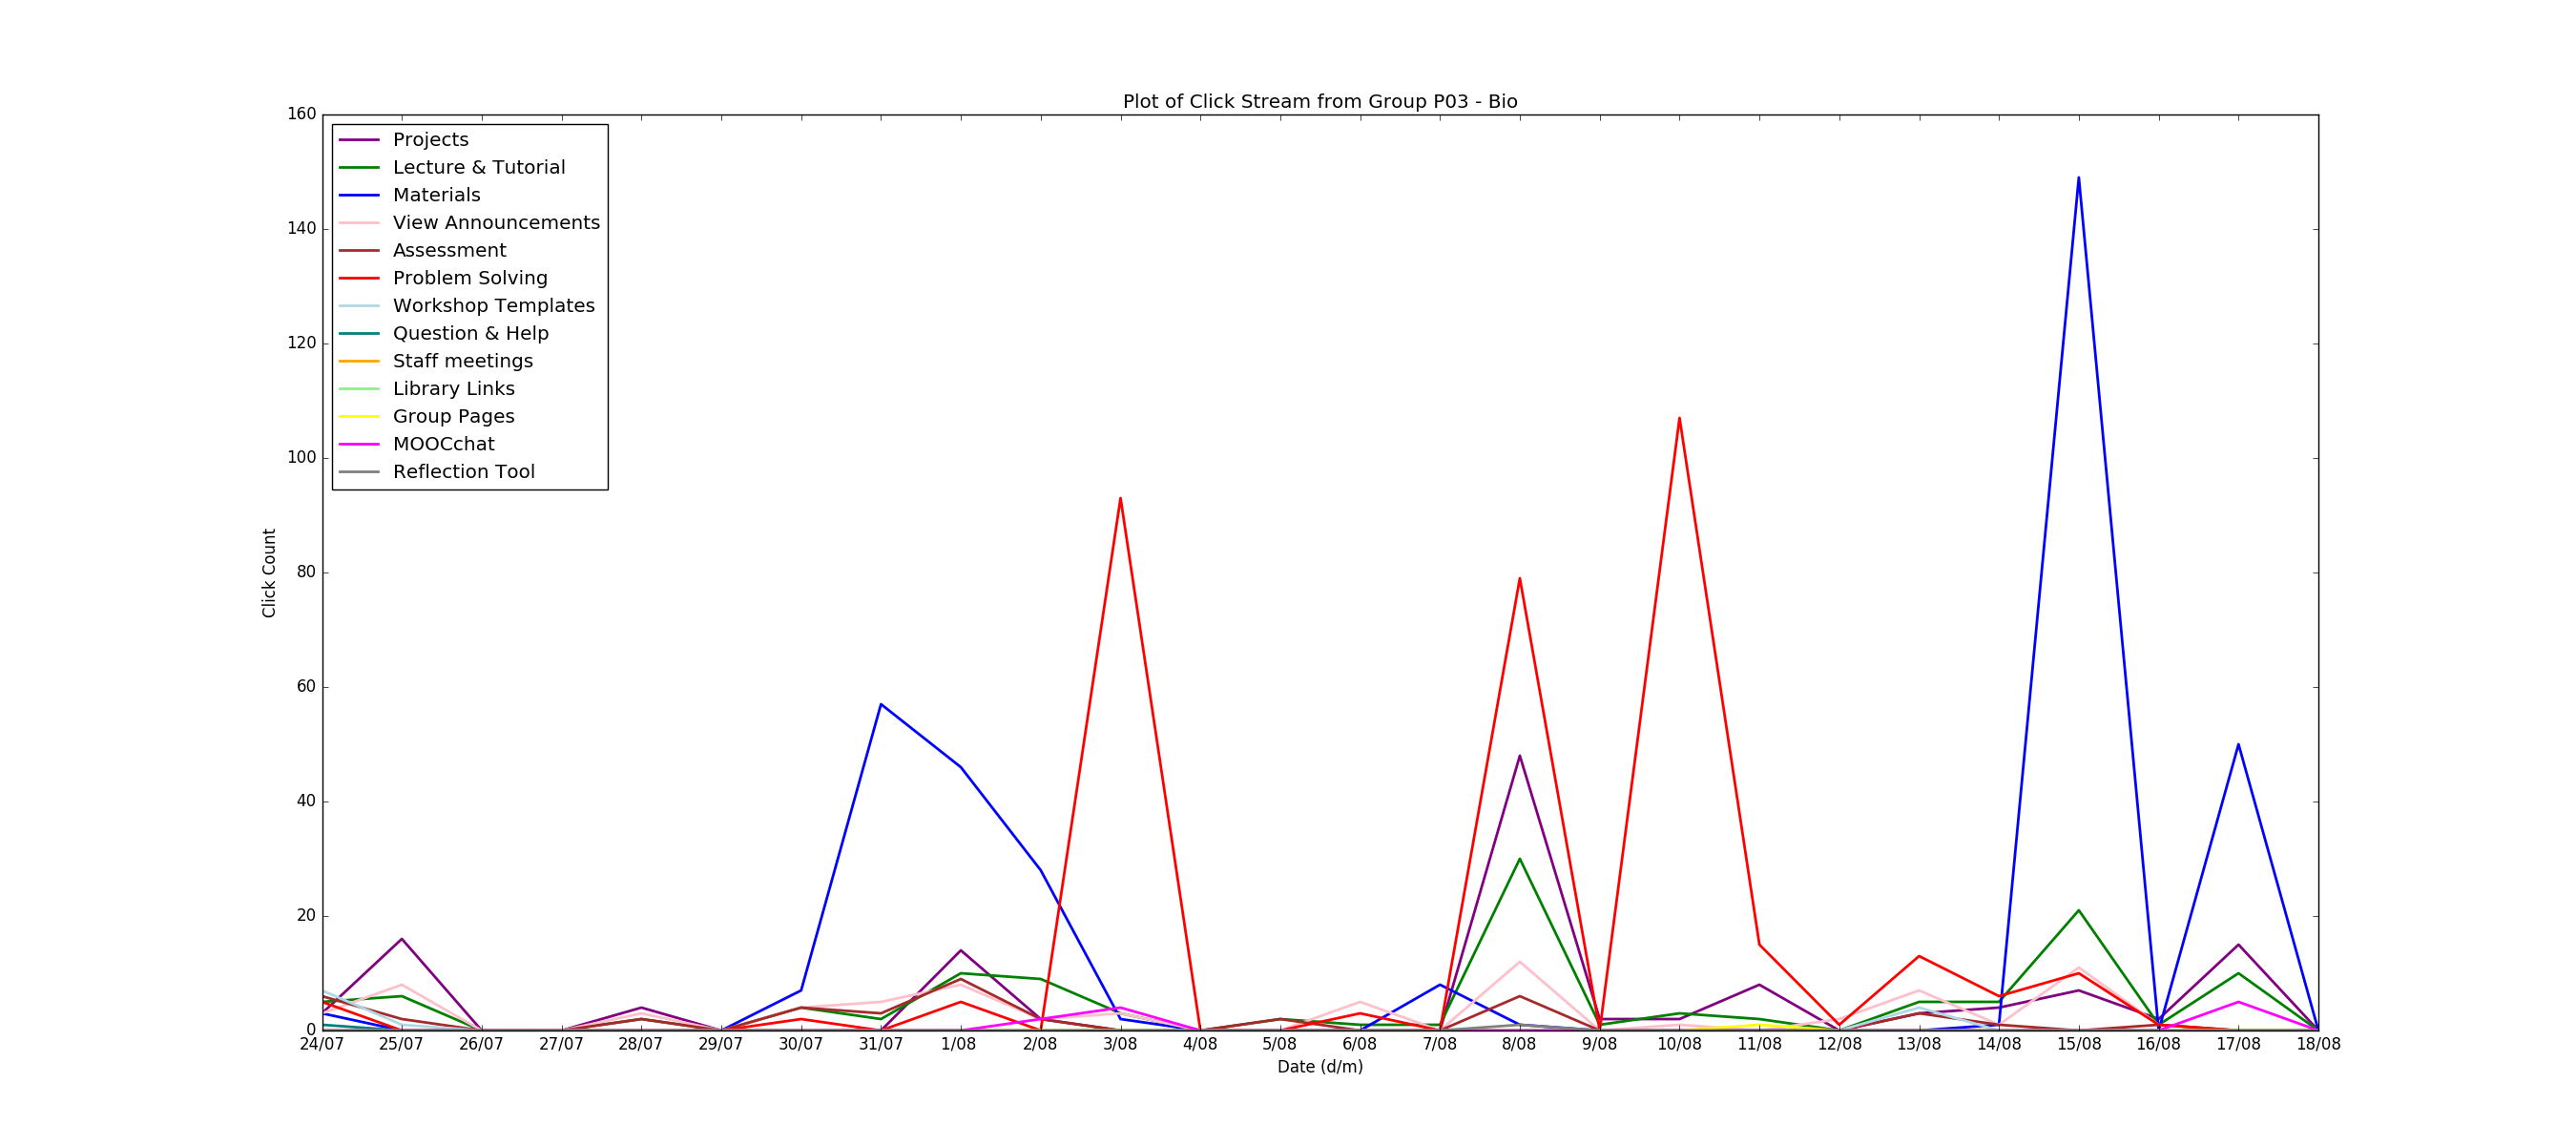 Plot of Click Stream from Group P03 - Bio
160
140
120
100
80
60
40
20
0
Click Count
Projects
Lecture & Tutorial
Materials
View Announcements
Assessment
Problem Solving
Workshop Templates
Question & Help
Staff meetings
Library Links
Group Pages
MOOCchat
Reflection Tool
24/07 25/07 26/07 27/07 28/07 29/07 30/07 31/07 1/08 2/08 3/08 4/08 5/08 6/08 7/08 8/08 9/08 10/08 11/08 12/08 13/08 14/08 15/08 16/08 17/08 18/08
Date (d/m)